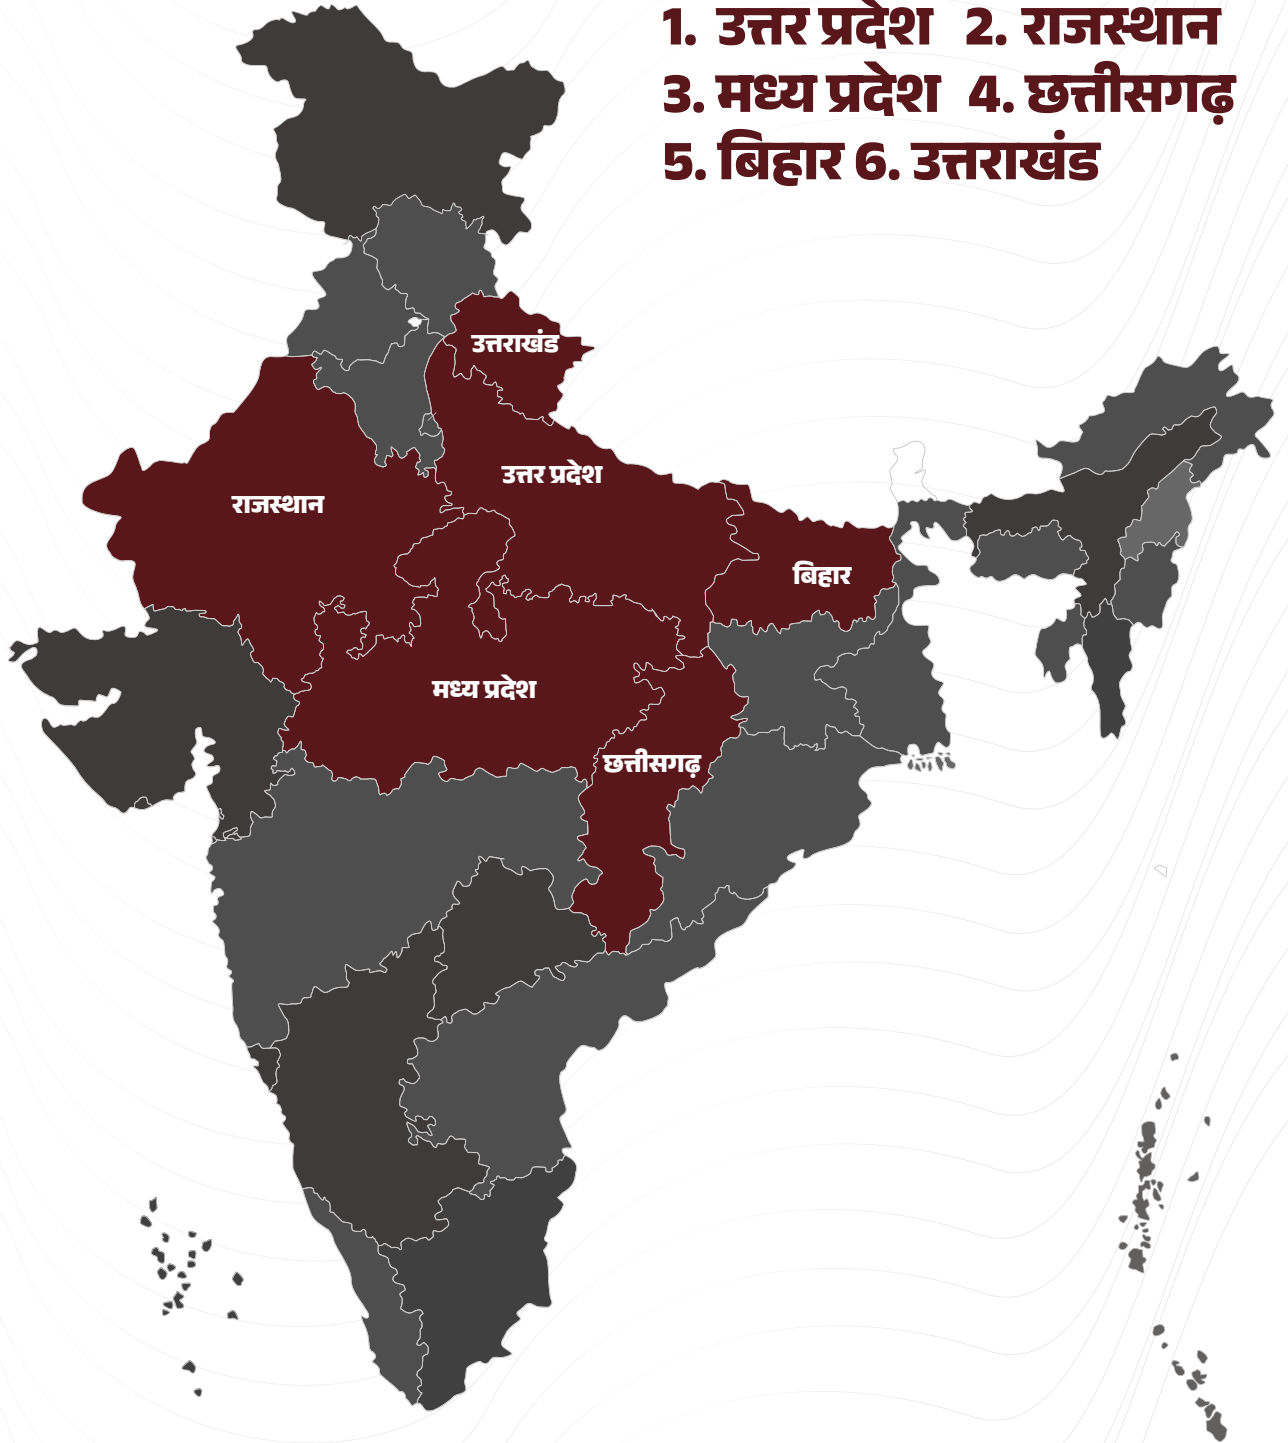 1. उत्तर प्रदेश 2. राजस्थान
3. मध्य प्रदेश 4. छत्तीसगढ़
5. बिहार 6. उत्तराखंड
उत्तराखंड
उत्तर प्रदेश
राजस्थान
बिहार
मध्य प्रदेश
छत्तीसगढ़